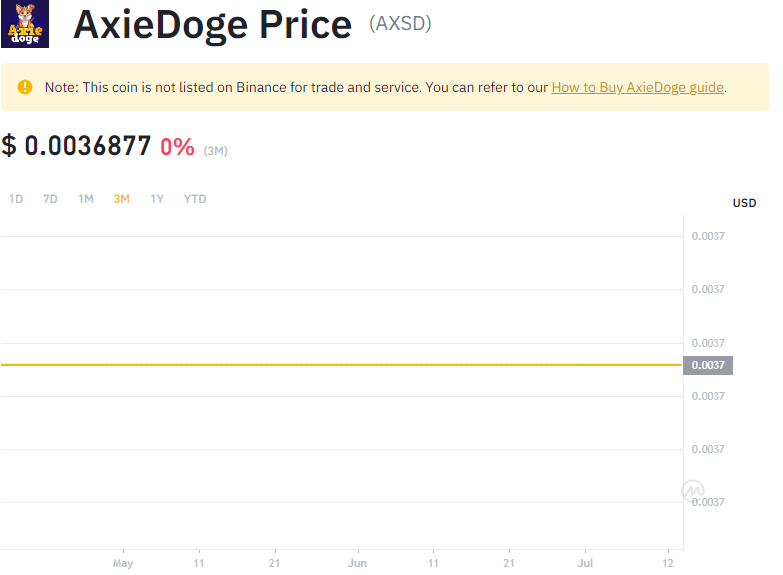 Axie
doge
AxieDoge Price (AXSD)
Note: This coin is not listed on Binance for trade and service. You can refer to our How to Buy AxieDoge guide.
$ 0.0036877 0% (3M)
1D 7D 1M 3M 1Y YTD
USD
0.0037
0.0037
0.0037
0.0037
0.0037
0.0037
0.0037
May 11 21 Jun 11 21 Jul 12